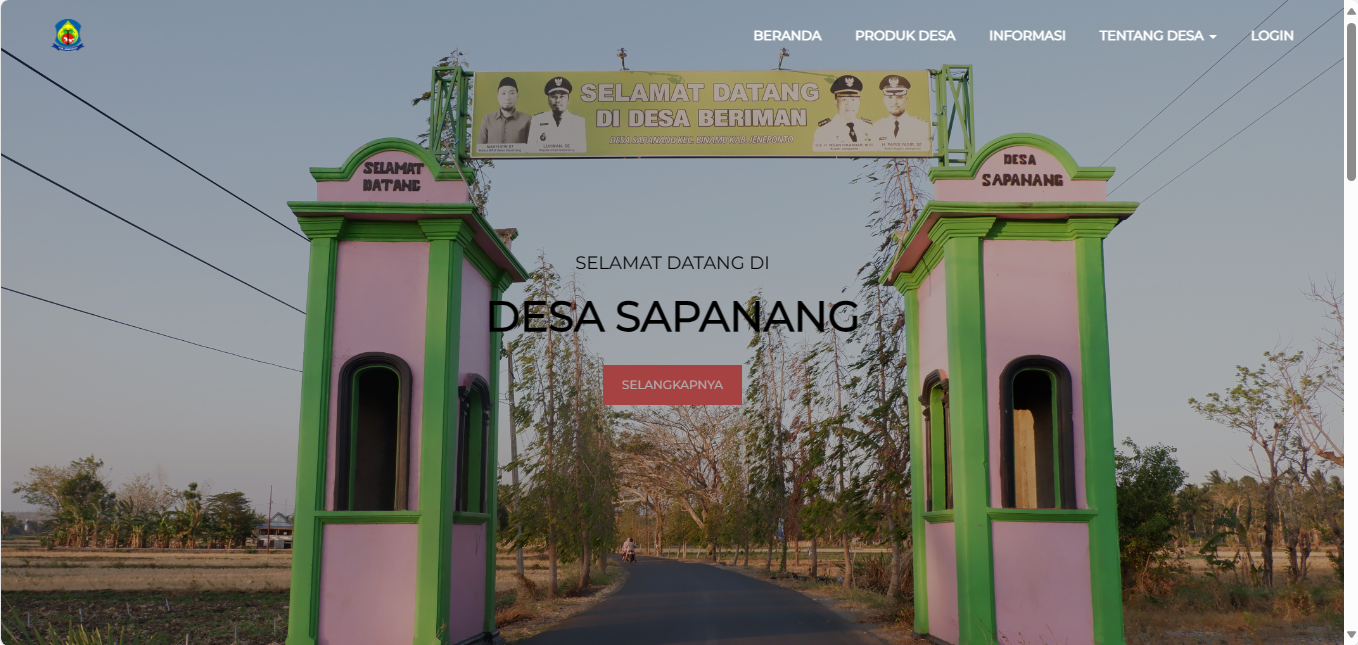 BERANDA
PRODUK DESA
INFORMASI
TENTANG DESA
LOGIN
SELAMAT DATANG
DI DESA BERIMAN
DESA SAPANANG KEC. BINAMU KAB. JENEPONTO
SELAMAT
DATANG
DESA
SAPANANG
SELAMAT DATANG DI
DESA SAPANANG
SELANGKAPNYA